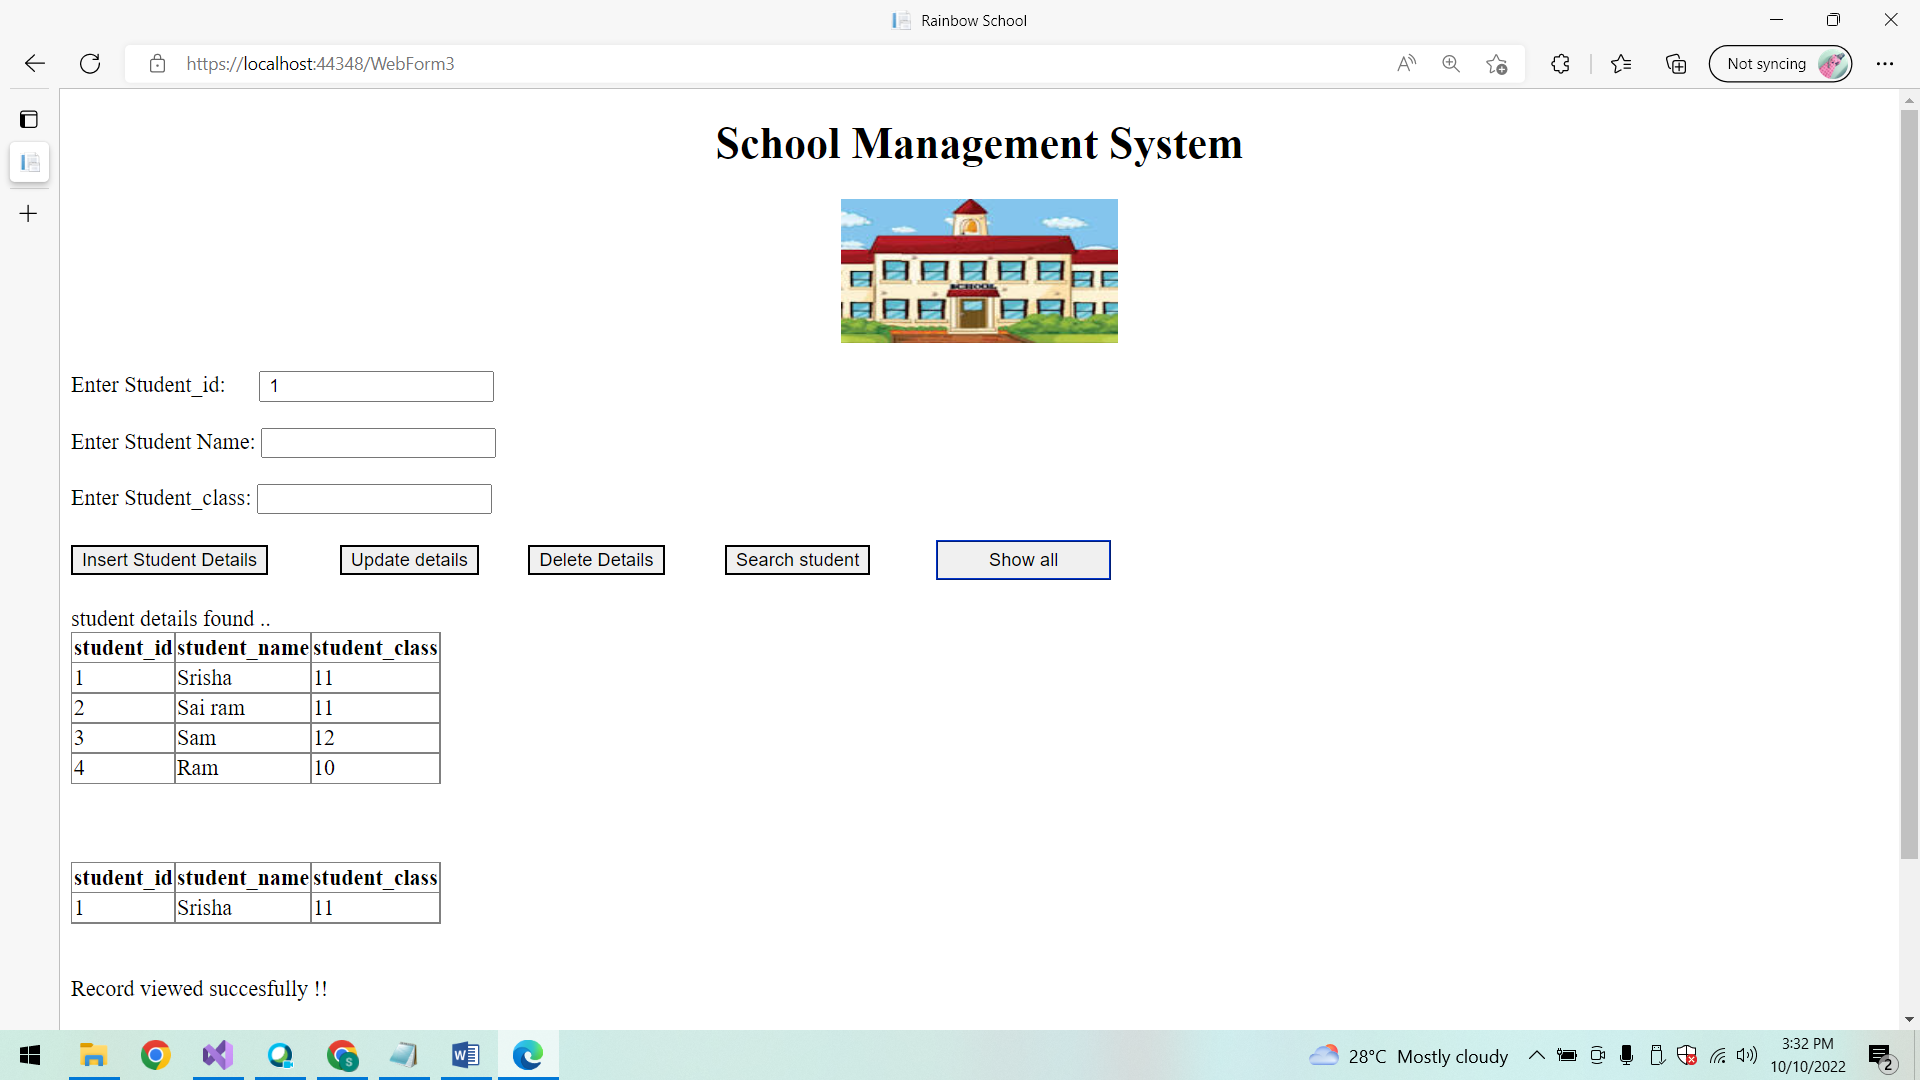 Rainbow School
https://localhost:44348/WebForm3
Not syncing
School Management System
SCHOOL
Enter Student_id: 1
Enter Student Name:
Enter Student_class:
Insert Student Details Update details Delete Details Search student Show all
student details found ..
student_id student_name student_class
1 Srisha 11
2 Sai ram 11
3 Sam 12
4 Ram 10
student_id student_name student_class
1 Srisha 11
Record viewed succesfully !!
28°C Mostly cloudy
3:32 PM
10/10/2022
2